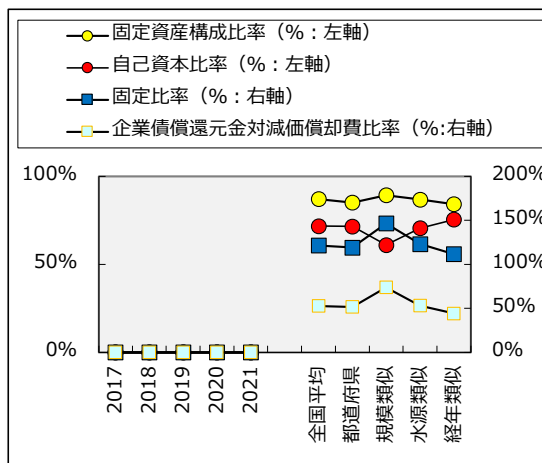 固定資産構成比率（%：左軸）
自己資本比率（%：左軸）
固定比率（%：右軸）
企業債償還元金対減価償却費比率（%:右軸）
100%
50%
0%
200%
150%
100%
50%
0%
2017
2018
2019
2020
2021
全国平均
都道府県
規模類似
水源類似
経年類似